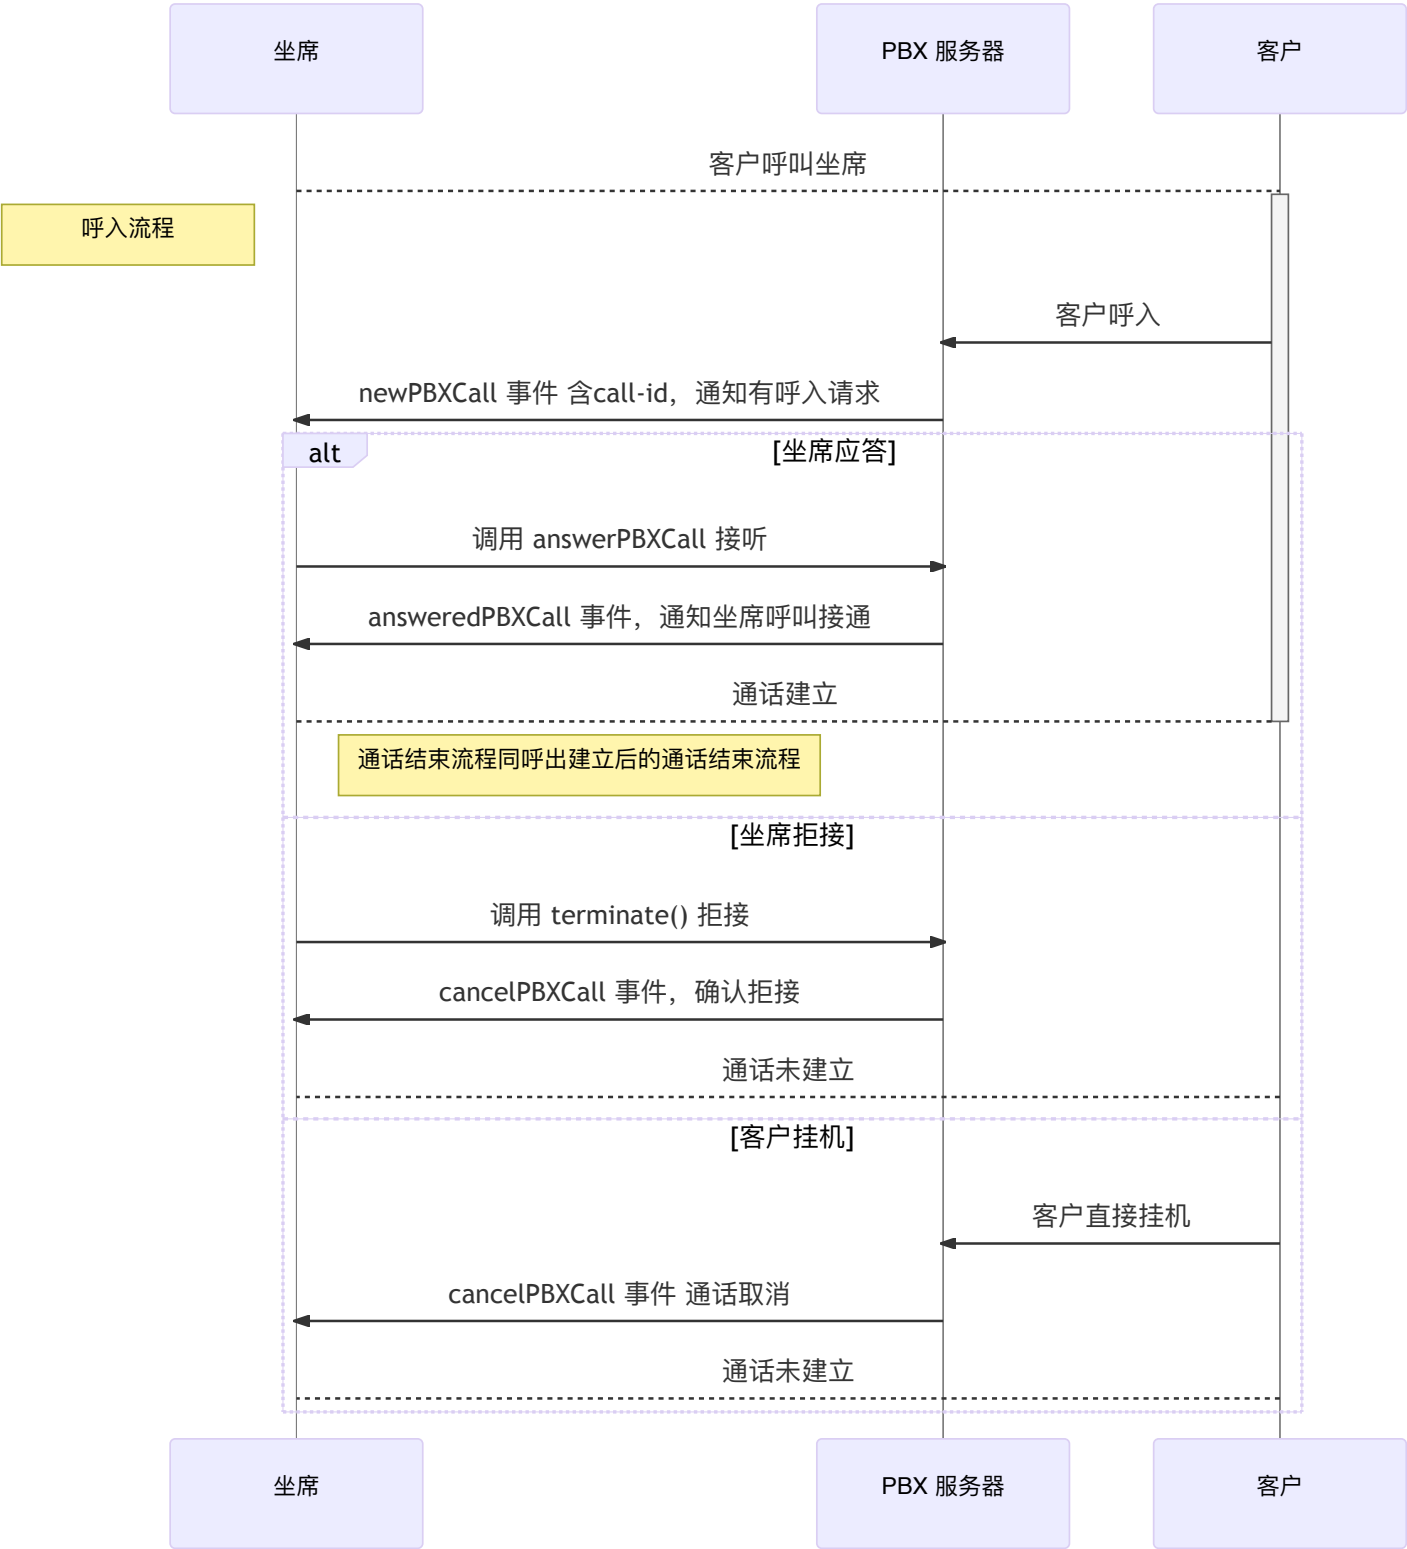 坐席
PBX 服务器
客户
客户呼叫坐席
呼入流程
客户呼入
newPBXCall 事件 含call-id，通知有呼入请求
alt
[坐席应答]
调用 answerPBXCall 接听
answeredPBXCall 事件，通知坐席呼叫接通
通话建立
通话结束流程同呼出建立后的通话结束流程
[坐席拒接]
调用 terminate() 拒接
cancelPBXCall 事件，确认拒接
通话未建立
[客户挂机]
客户直接挂机
cancelPBXCall 事件 通话取消
通话未建立
坐席
PBX 服务器
客户